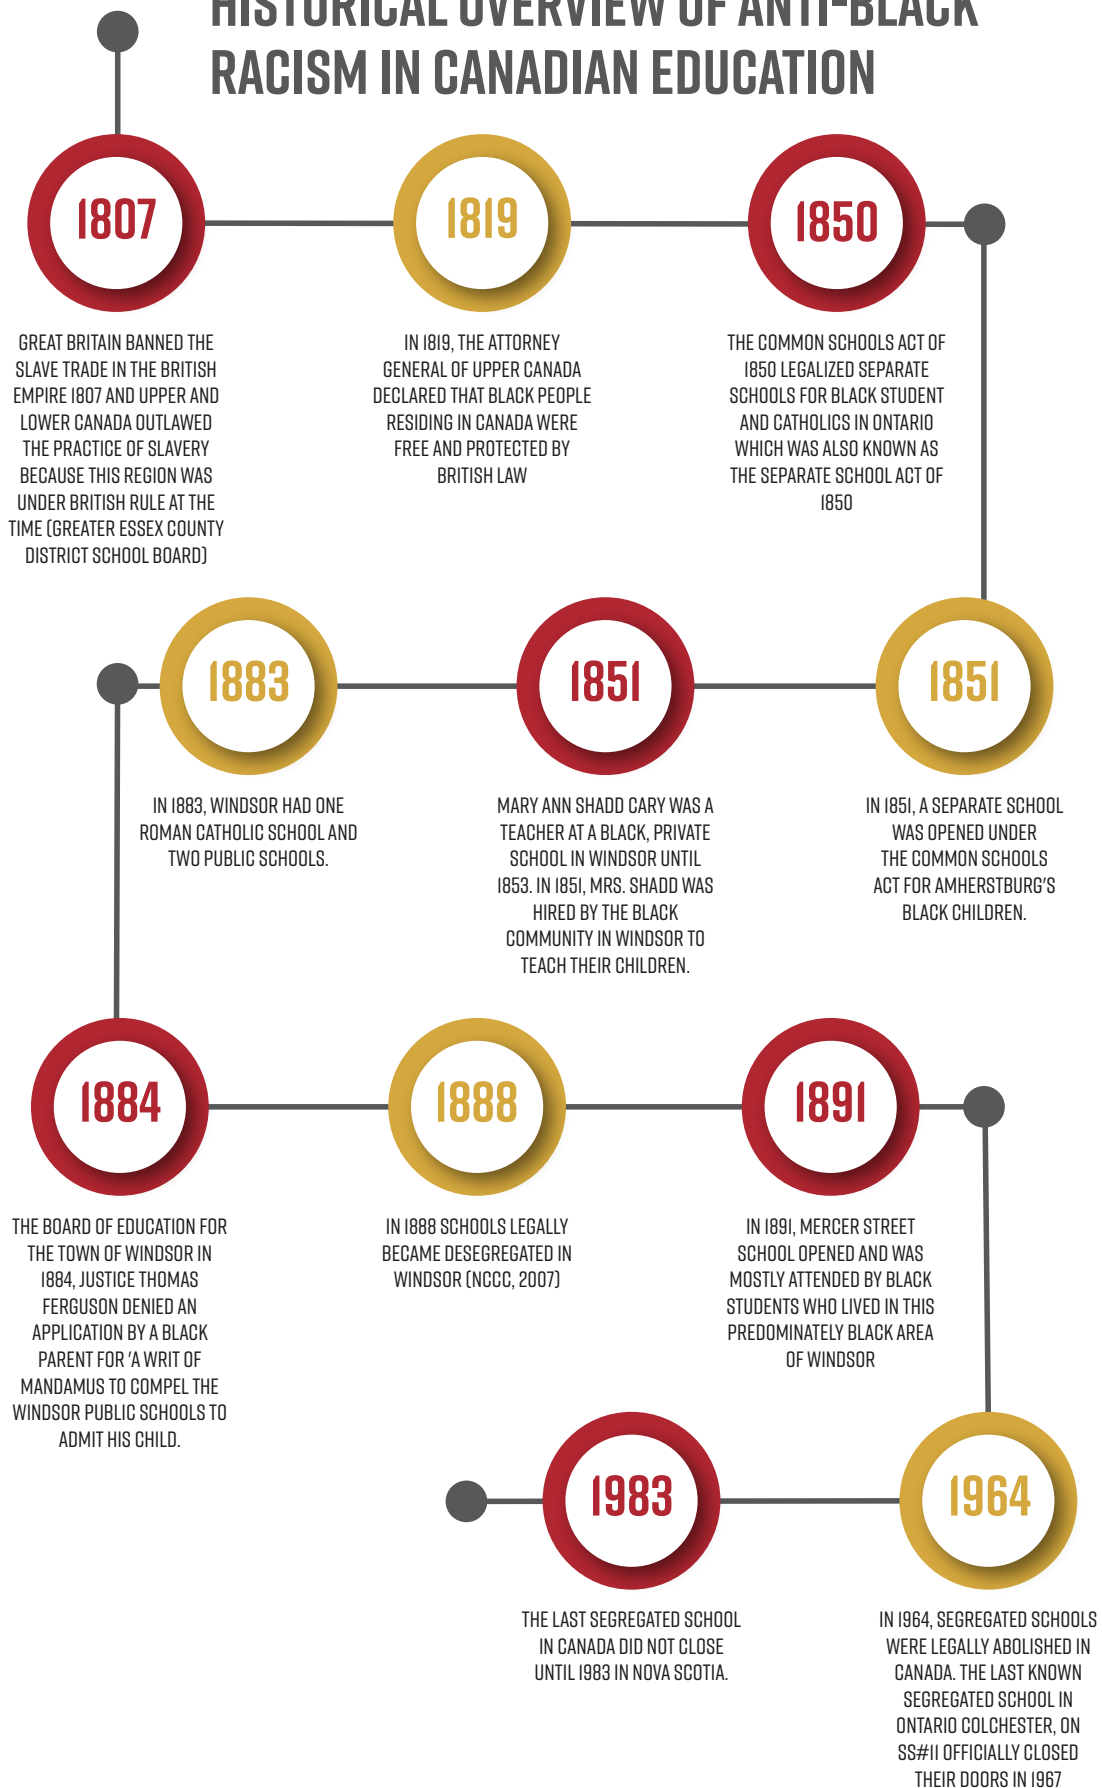 HISTORICAL OVERVIEW OF ANTI-BLACK
RACISM IN CANADIAN EDUCATION
1807
GREAT BRITAIN BANNED THE
SLAVE TRADE IN THE BRITISH
EMPIRE 1807 AND UPPER AND
LOWER CANADA OUTLAWED
THE PRACTICE OF SLAVERY
BECAUSE THIS REGION WAS
UNDER BRITISH RULE AT THE
TIME (GREATER ESSEX COUNTY
DISTRICT SCHOOL BOARD)
1819
IN 1819, THE ATTORNEY
GENERAL OF UPPER CANADA
DECLARED THAT BLACK PEOPLE
RESIDING IN CANADA WERE
FREE AND PROTECTED BY
BRITISH LAW
1850
THE COMMON SCHOOLS ACT OF
1850 LEGALIZED SEPARATE
SCHOOLS FOR BLACK STUDENT
AND CATHOLICS IN ONTARIO
WHICH WAS ALSO KNOWN AS
THE SEPARATE SCHOOL ACT OF
1850
1851
IN 1851, A SEPARATE SCHOOL
WAS OPENED UNDER
THE COMMON SCHOOLS
ACT FOR AMHERSTBURG'S
BLACK CHILDREN.
1851
MARY ANN SHADD CARY WAS A
TEACHER AT A BLACK, PRIVATE
SCHOOL IN WINDSOR UNTIL
1853. IN 1851, MRS. SHADD WAS
HIRED BY THE BLACK
COMMUNITY IN WINDSOR TO
TEACH THEIR CHILDREN.
1883
IN 1883, WINDSOR HAD ONE
ROMAN CATHOLIC SCHOOL AND
TWO PUBLIC SCHOOLS.
1884
THE BOARD OF EDUCATION FOR
THE TOWN OF WINDSOR IN
1884, JUSTICE THOMAS
FERGUSON DENIED AN
APPLICATION BY A BLACK
PARENT FOR 'A WRIT OF
MANDAMUS TO COMPEL THE
WINDSOR PUBLIC SCHOOLS TO
ADMIT HIS CHILD.
1888
IN 1888 SCHOOLS LEGALLY
BECAME DESEGREGATED IN
WINDSOR (NCCC, 2007)
1891
IN 1891, MERCER STREET
SCHOOL OPENED AND WAS
MOSTLY ATTENDED BY BLACK
STUDENTS WHO LIVED IN THIS
PREDOMINATELY BLACK AREA
OF WINDSOR
1964
IN 1964, SEGREGATED SCHOOLS
WERE LEGALLY ABOLISHED IN
CANADA. THE LAST KNOWN
SEGREGATED SCHOOL IN
ONTARIO COLCHESTER, ON
SS#11 OFFICIALLY CLOSED
THEIR DOORS IN 1967
1983
THE LAST SEGREGATED SCHOOL
IN CANADA DID NOT CLOSE
UNTIL 1983 IN NOVA SCOTIA.